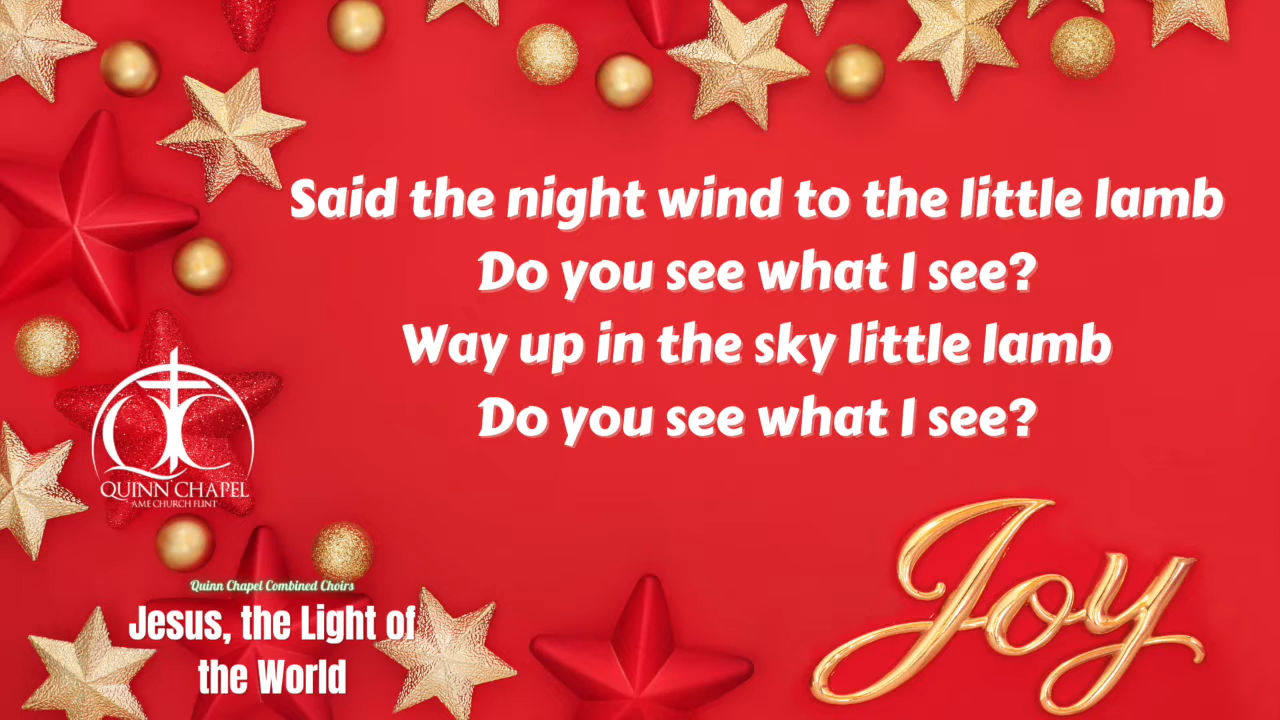 Said the night wind to the little lamb
Do you see what I see?
Way up in the sky little lamb
Do you see what I see?
QC
QUINN CHAPEL
AME CHURCH FLINT
Quinn Chapel Combined Choirs
Jesus, the Light of
the World
Joy